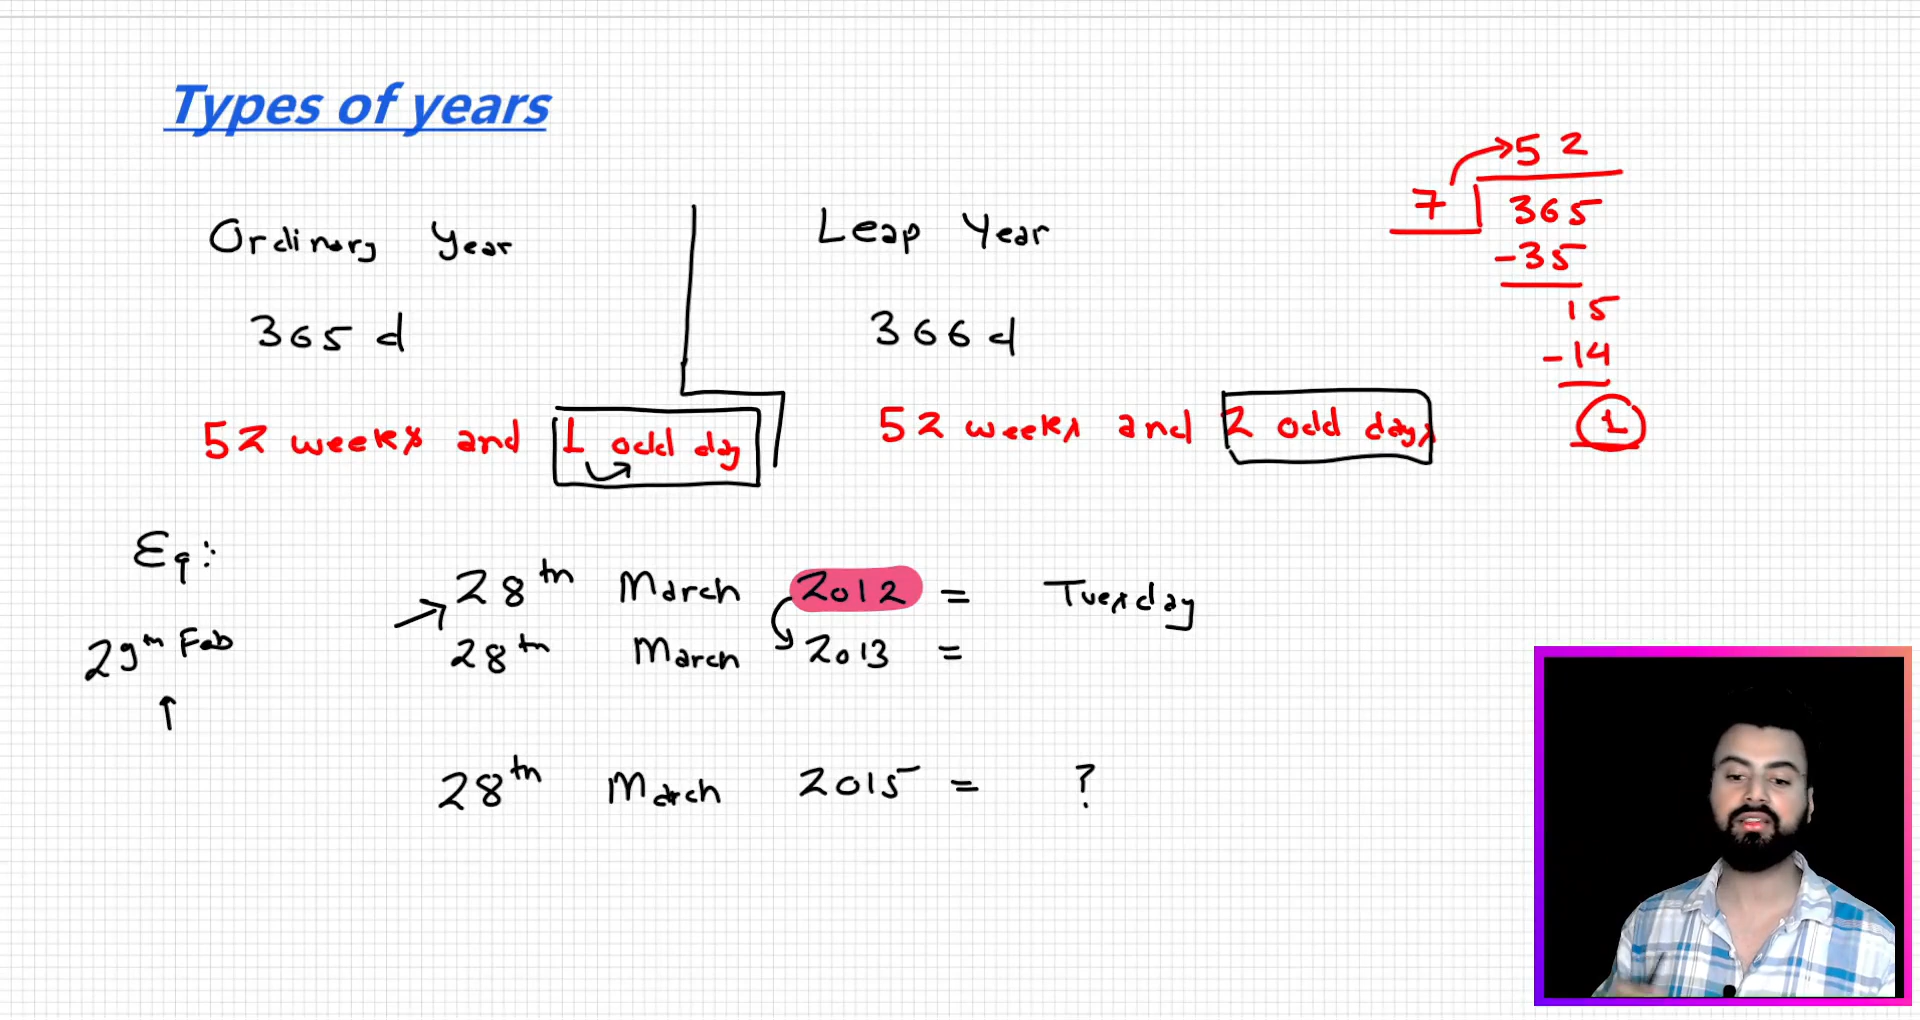 Types of years
Ordinary Year
Leap Year
365 d
366 d
52 weeks and 1 odd day
52 weeks and 2 odd days
52
7 365
-35
15
-14
1
Eg:
28th March 2012 = Tuesday
29th Feb
28th March 2013 =
28th March 2015 = ?